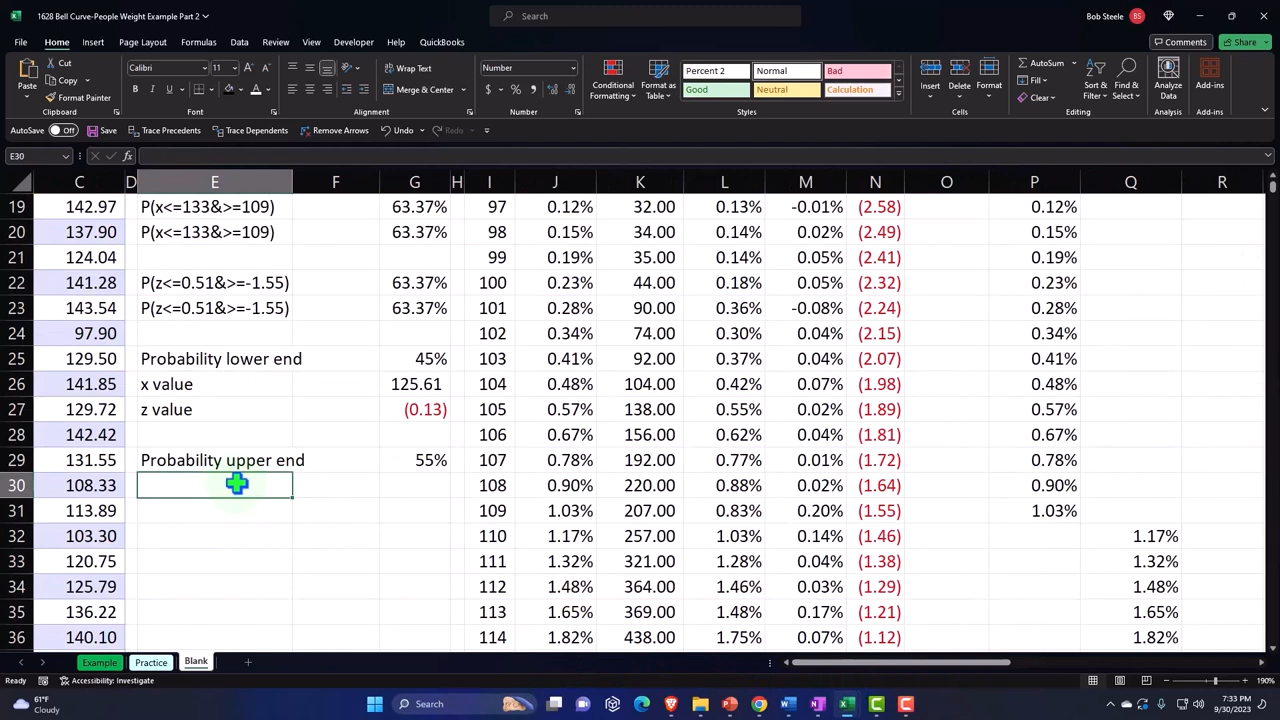 1628 Bell Curve-People Weight Example Part 2
Search
Bob Steele BS
File Home Insert Page Layout Formulas Data Review View Developer Help QuickBooks
Comments Share
Paste
Cut
Copy
Format Painter
Clipboard
Calibri 11
B I U
Font
Wrap Text
Merge & Center
Alignment
Number
$ % 
Number
Conditional Formatting
Format as Table
Percent 2 Normal Bad
Good Neutral Calculation
Styles
Insert Delete Format
Cells
AutoSum
Fill
Clear
Sort & Filter
Find & Select
Editing
Analyze Data
Analysis
Add-ins
Add-ins
AutoSave Off Save Trace Precedents Trace Dependents Remove Arrows Undo Redo
E30 fx
C D E F G H I J K L M N O P Q R
19 142.97 P(x<=133&>=109) 63.37% 97 0.12% 32.00 0.13% -0.01% (2.58) 0.12%
20 137.90 P(x<=133&>=109) 63.37% 98 0.15% 34.00 0.14% 0.02% (2.49) 0.15%
21 124.04 99 0.19% 35.00 0.14% 0.05% (2.41) 0.19%
22 141.28 P(z<=0.51&>=-1.55) 63.37% 100 0.23% 44.00 0.18% 0.05% (2.32) 0.23%
23 143.54 P(z<=0.51&>=-1.55) 63.37% 101 0.28% 90.00 0.36% -0.08% (2.24) 0.28%
24 97.90 102 0.34% 74.00 0.30% 0.04% (2.15) 0.34%
25 129.50 Probability lower end 45% 103 0.41% 92.00 0.37% 0.04% (2.07) 0.41%
26 141.85 x value 125.61 104 0.48% 104.00 0.42% 0.07% (1.98) 0.48%
27 129.72 z value (0.13) 105 0.57% 138.00 0.55% 0.02% (1.89) 0.57%
28 142.42 106 0.67% 156.00 0.62% 0.04% (1.81) 0.67%
29 131.55 Probability upper end 55% 107 0.78% 192.00 0.77% 0.01% (1.72) 0.78%
30 108.33 108 0.90% 220.00 0.88% 0.02% (1.64) 0.90%
31 113.89 109 1.03% 207.00 0.83% 0.20% (1.55) 1.03%
32 103.30 110 1.17% 257.00 1.03% 0.14% (1.46) 1.17%
33 120.75 111 1.32% 321.00 1.28% 0.04% (1.38) 1.32%
34 125.79 112 1.48% 364.00 1.46% 0.03% (1.29) 1.48%
35 136.22 113 1.65% 369.00 1.48% 0.17% (1.21) 1.65%
36 140.10 114 1.82% 438.00 1.75% 0.07% (1.12) 1.82%
Example Practice Blank
Ready Accessibility: Investigate 190%
61°F
Cloudy
Search
7:33 PM
9/30/2023